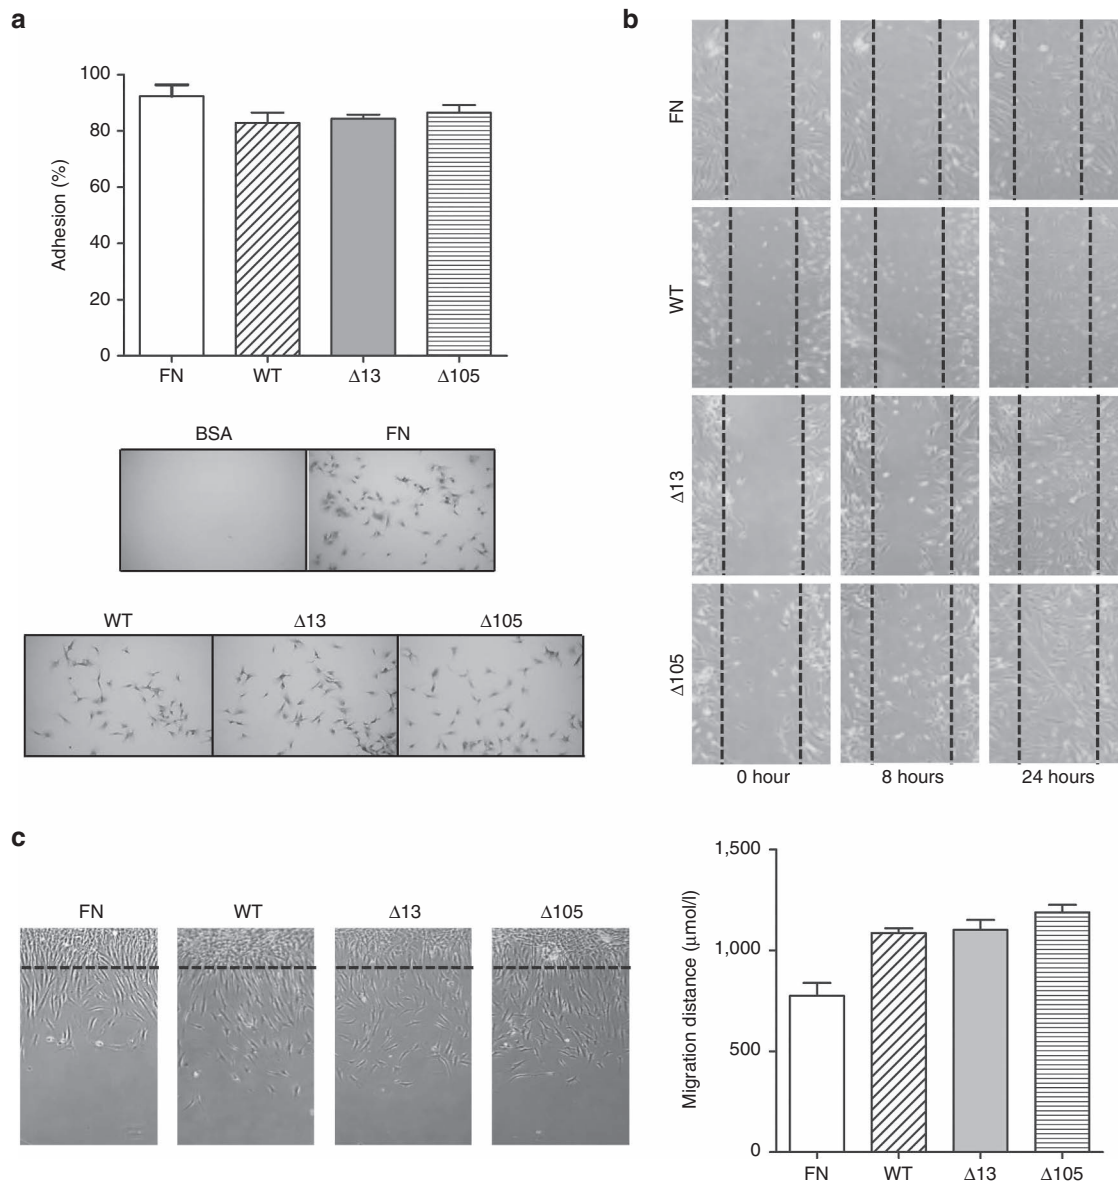 a
100
80
60
40
20
0
Adhesion (%)
FN WT Δ13 Δ105
BSA FN
WT Δ13 Δ105
b
FN
WT
Δ13
Δ105
0 hour 8 hours 24 hours
c
FN WT Δ13 Δ105
1,500
1,000
500
0
Migration distance (μmol/l)
FN WT Δ13 Δ105